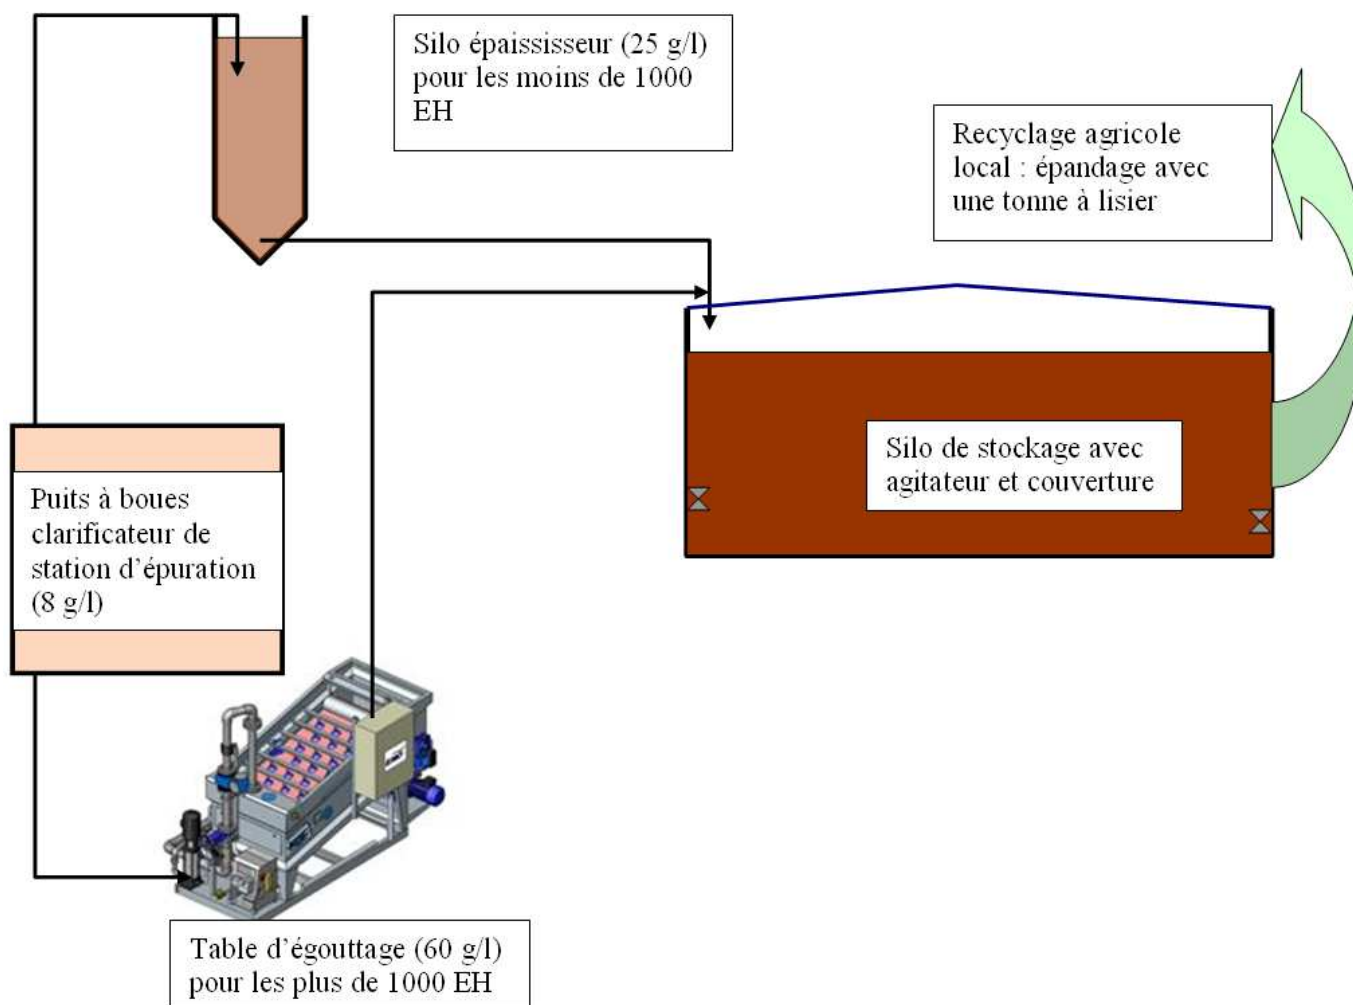 Silo épaississeur (25 g/l)
pour les moins de 1000
EH
Recyclage agricole
local : épandage avec
une tonne à lisier
Silo de stockage avec
agitateur et couverture
Puits à boues
clarificateur de
station d’épuration
(8 g/l)
Table d’égouttage (60 g/l)
pour les plus de 1000 EH